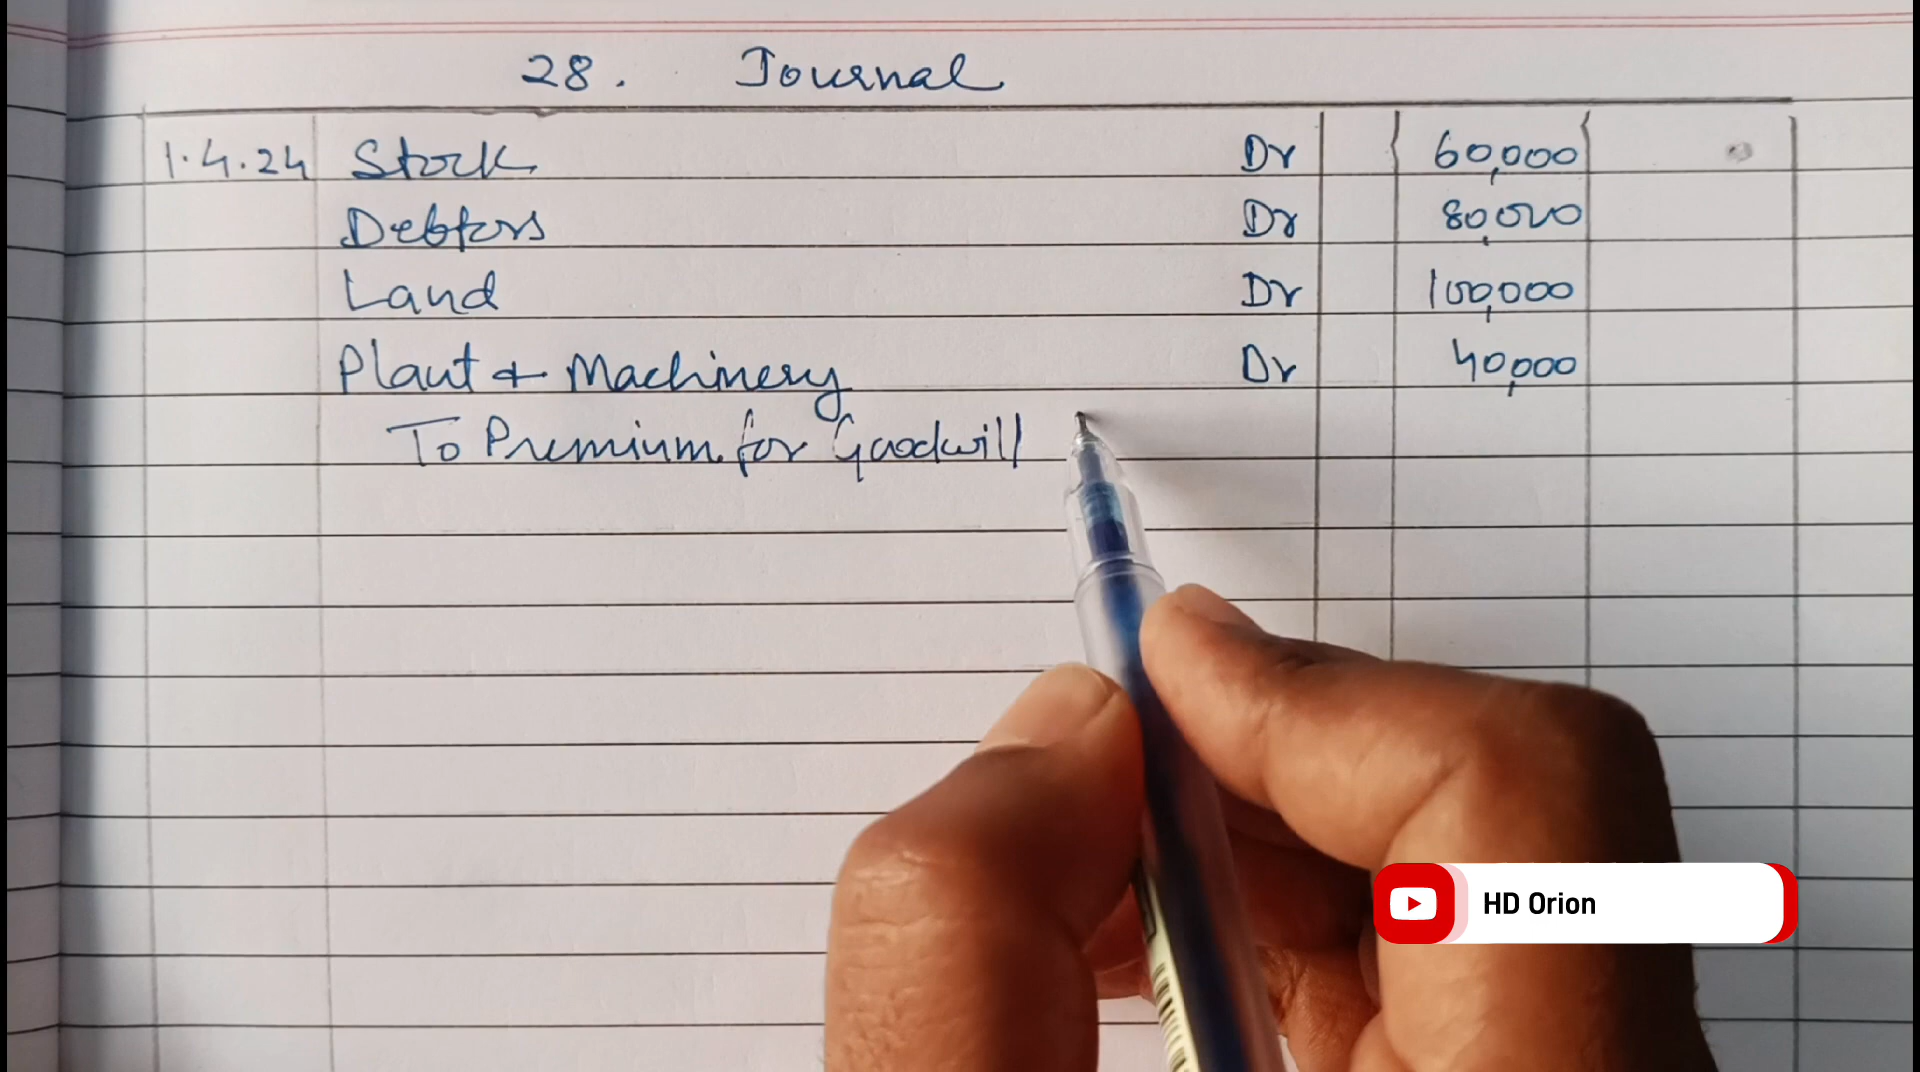 28. Journal
1.4.24 Stock Dr 60,000
Debtors Dr 80,000
Land Dr 100,000
Plant & Machinery Dr 40,000
To Premium for Goodwill
HD Orion